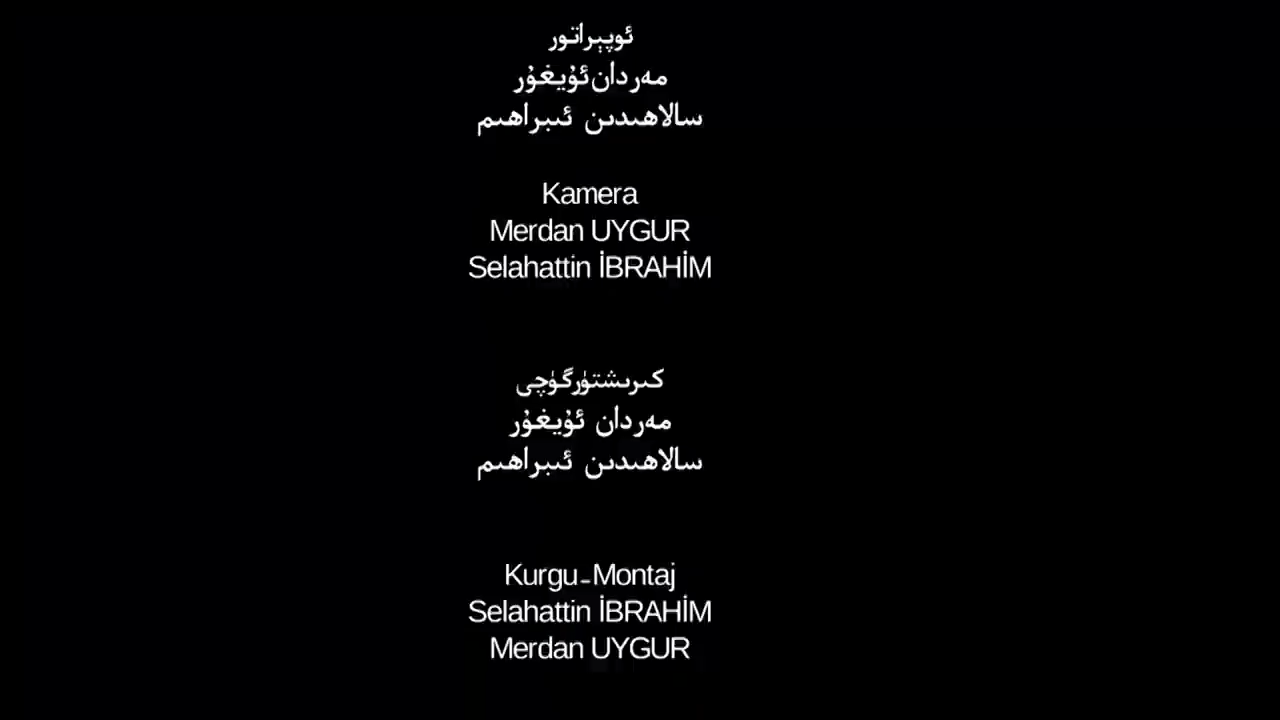 ئوپېراتور
مەردان ئۇيغۇر
سالاھىدىن ئىبراھىم
Kamera
Merdan UYGUR
Selahattin İBRAHİM
كىرىشتۈرگۈچى
مەردان ئۇيغۇر
سالاھىدىن ئىبراھىم
Kurgu-Montaj
Selahattin İBRAHİM
Merdan UYGUR